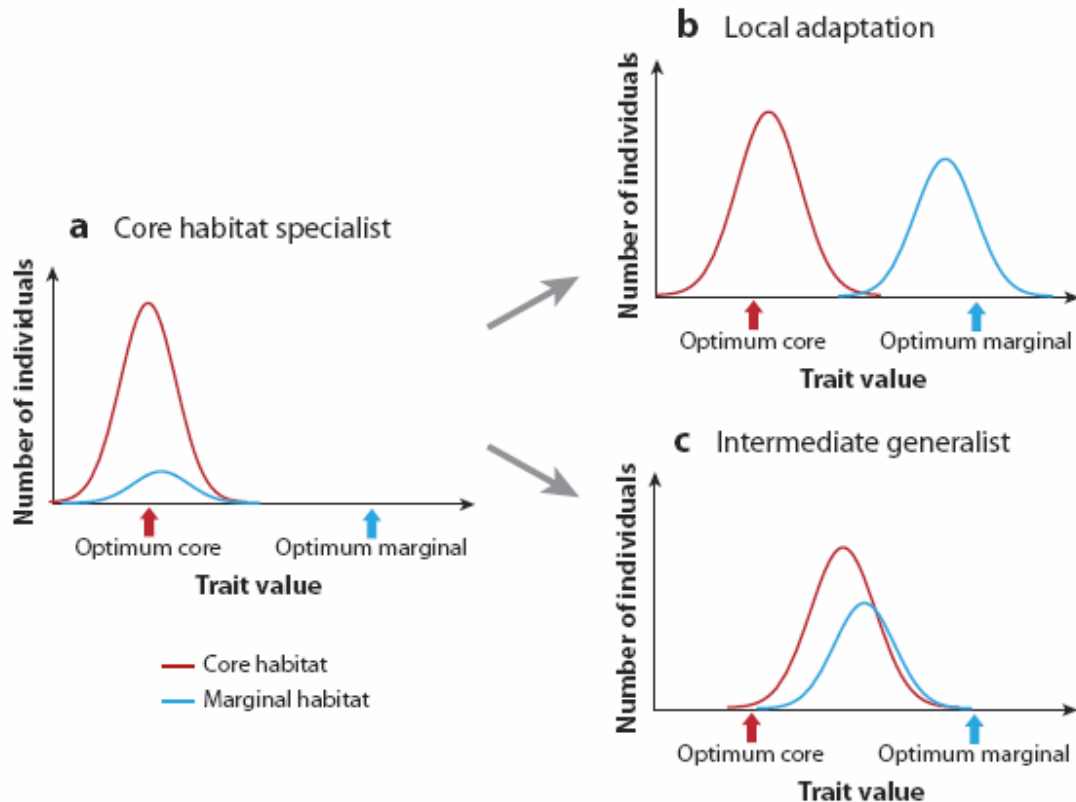 a Core habitat specialist
Number of individuals
Optimum core
Optimum marginal
Trait value
Core habitat
Marginal habitat
b Local adaptation
Number of individuals
Optimum core
Optimum marginal
Trait value
c Intermediate generalist
Number of individuals
Optimum core
Optimum marginal
Trait value